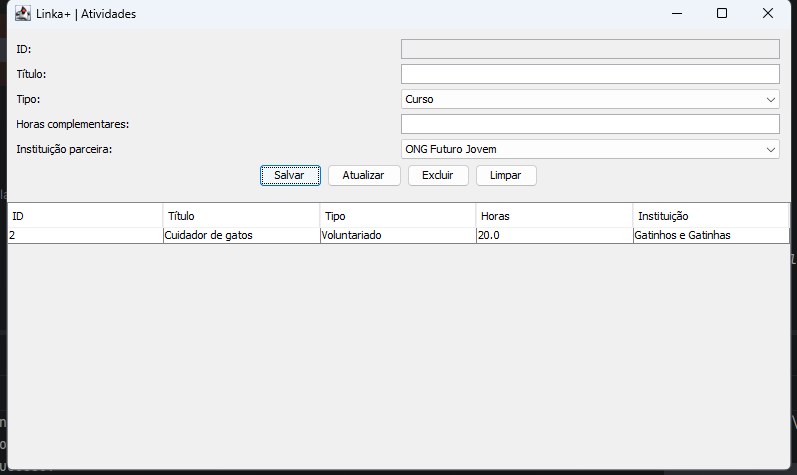 Linka+ | Atividades
ID:
Título:
Tipo: Curso
Horas complementares:
Instituição parceira: ONG Futuro Jovem
Salvar Atualizar Excluir Limpar
ID Título Tipo Horas Instituição
2 Cuidador de gatos Voluntariado 20.0 Gatinhos e Gatinhas